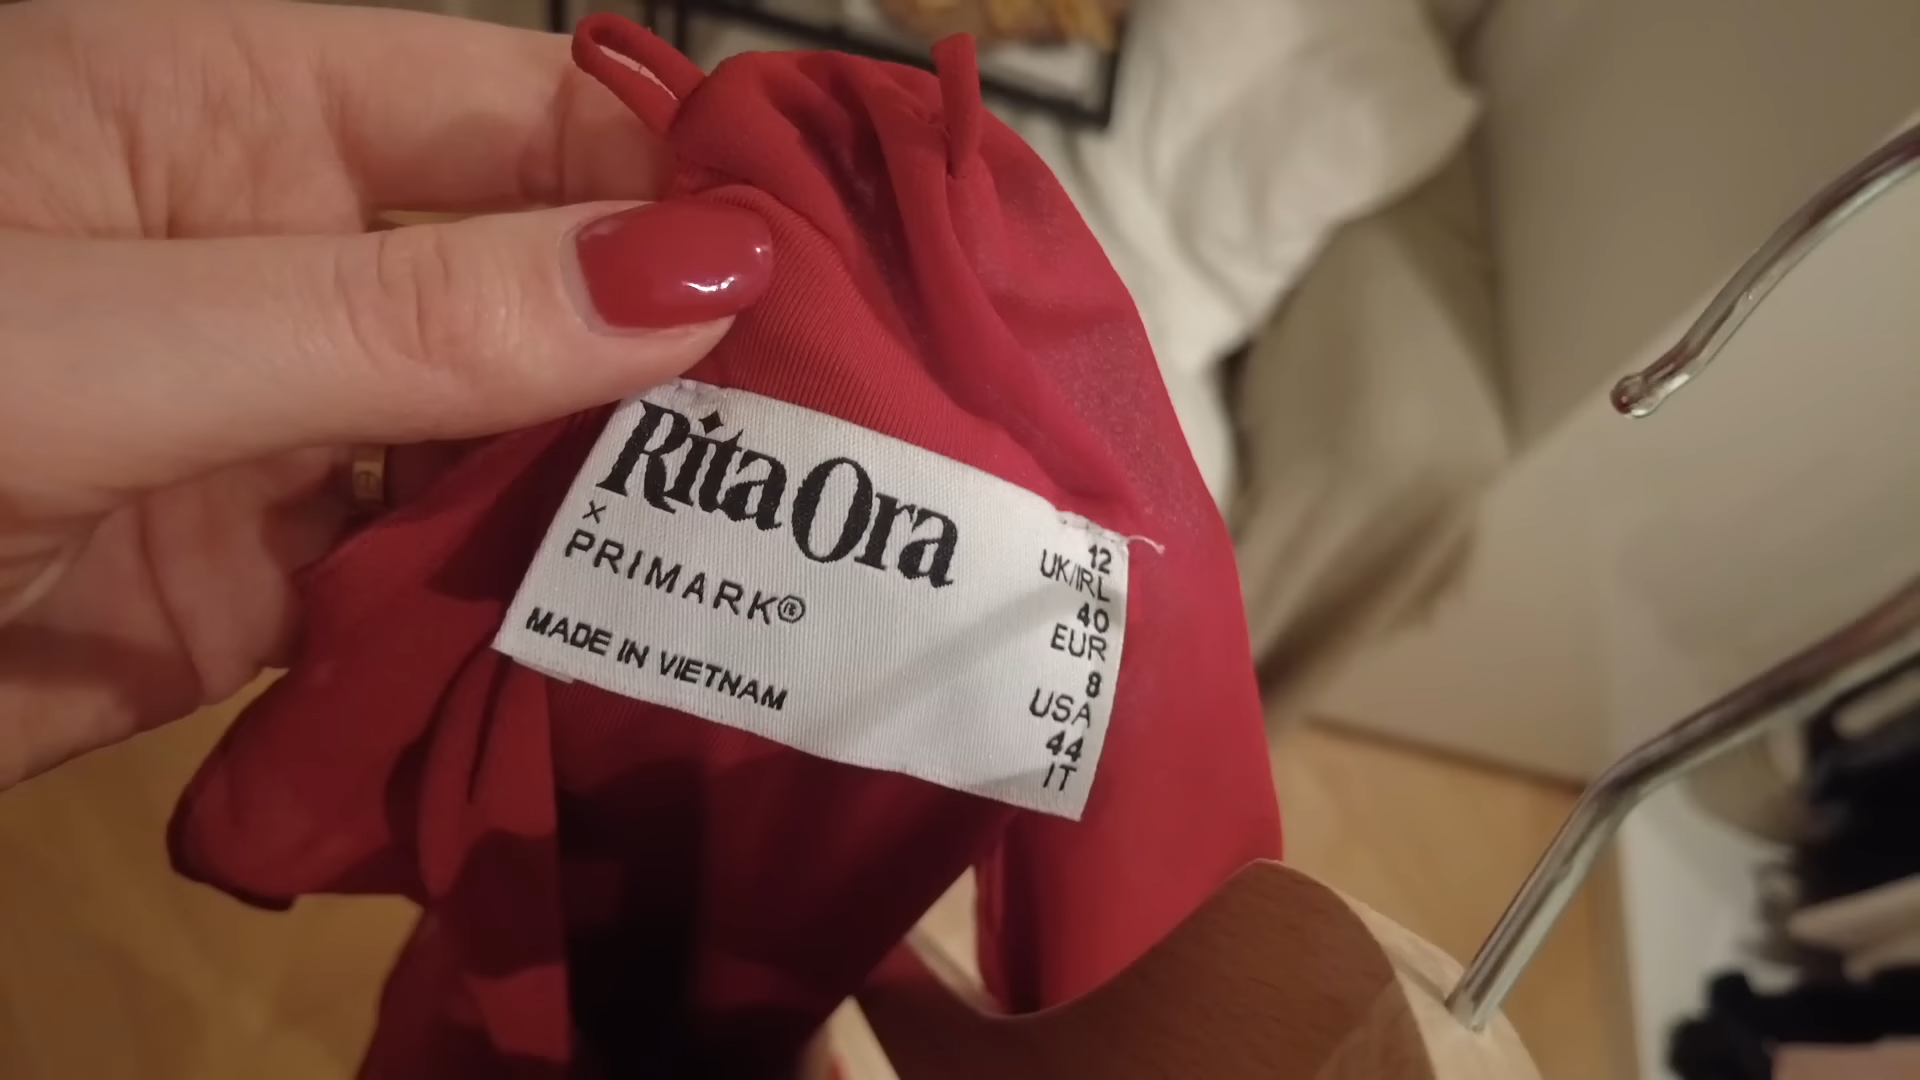 Rita Ora
x
PRIMARK®
MADE IN VIETNAM
12
UK/IRL
40
EUR
8
USA
44
IT